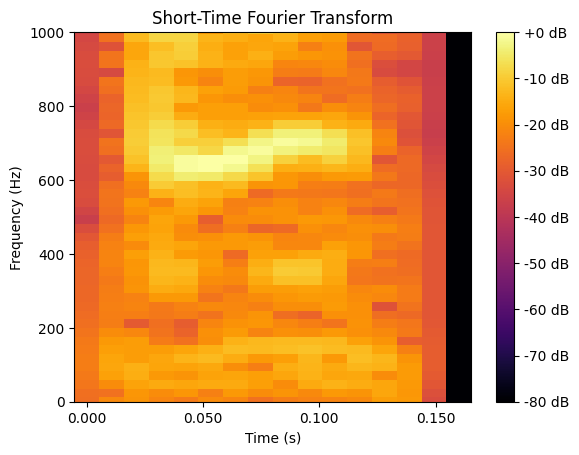 Short-Time Fourier Transform
1000
800
600
400
200
0
Frequency (Hz)
0.000
0.050
0.100
0.150
Time (s)
+0 dB
-10 dB
-20 dB
-30 dB
-40 dB
-50 dB
-60 dB
-70 dB
-80 dB